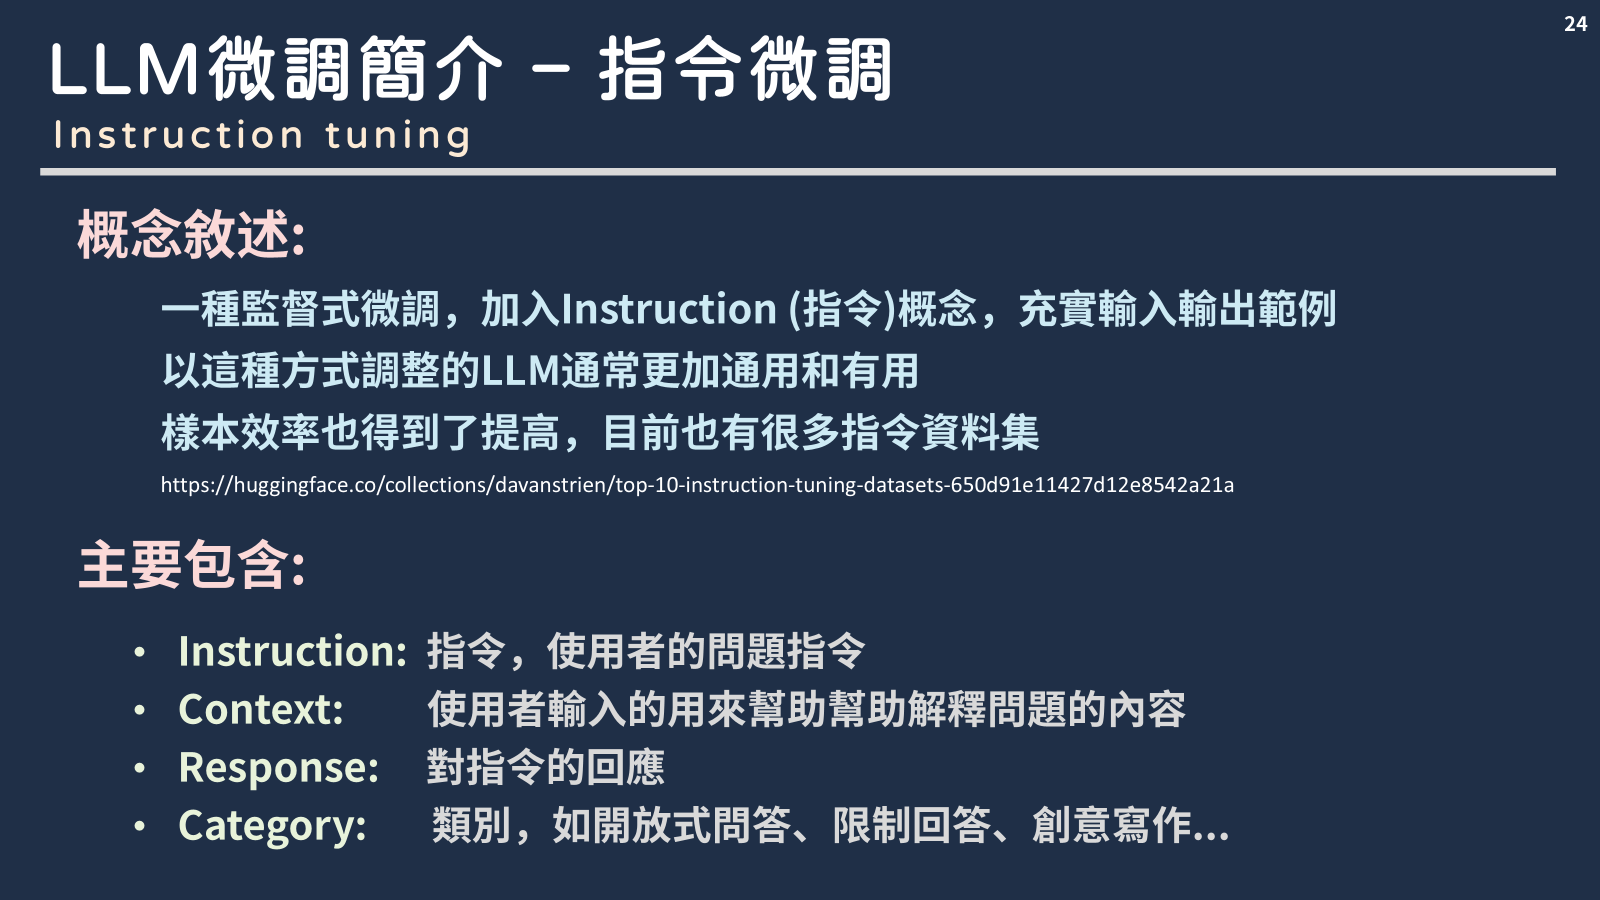 24
LLM微調簡介 - 指令微調
Instruction tuning
概念敘述:
一種監督式微調，加入Instruction (指令)概念，充實輸入輸出範例
以這種方式調整的LLM通常更加通用和有用
樣本效率也得到了提高，目前也有很多指令資料集
https://huggingface.co/collections/davanstrien/top-10-instruction-tuning-datasets-650d91e11427d12e8542a21a
主要包含:
• Instruction: 指令，使用者的問題指令
• Context: 使用者輸入的用來幫助幫助解釋問題的內容
• Response: 對指令的回應
• Category: 類別，如開放式問答、限制回答、創意寫作...